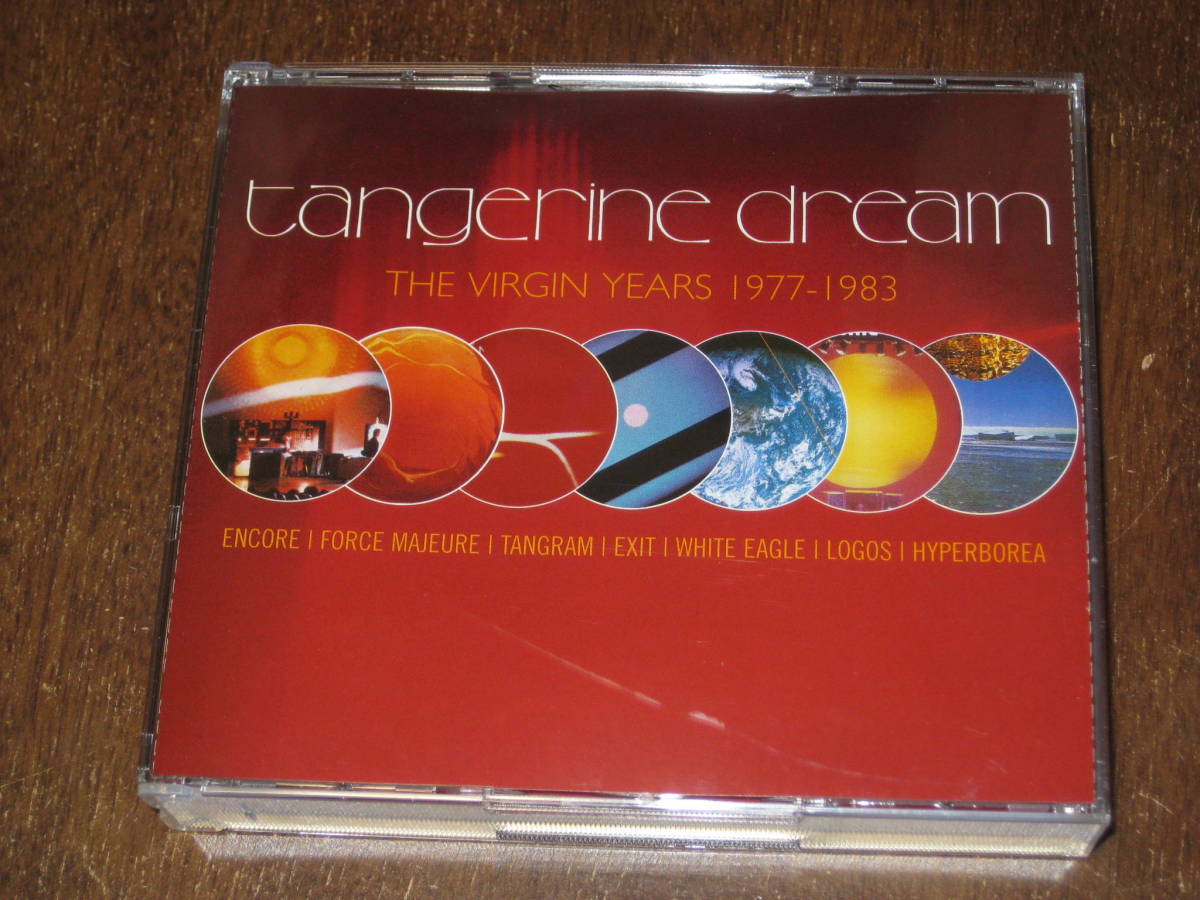 tangerine dream
THE VIRGIN YEARS 1977-1983
ENCORE | FORCE MAJEURE | TANGRAM | EXIT | WHITE EAGLE | LOGOS | HYPERBOREA